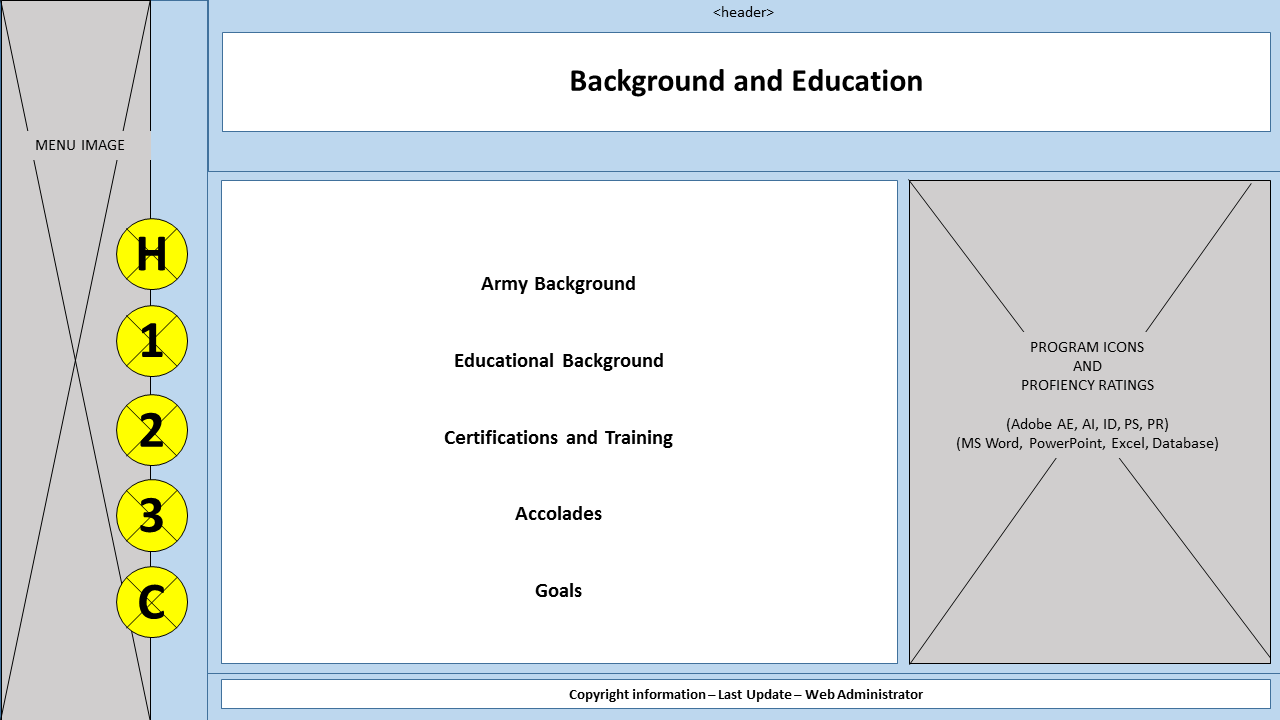 <header>
Background and Education
MENU IMAGE
H
1
2
3
C
Army Background
Educational Background
Certifications and Training
Accolades
Goals
PROGRAM ICONS
AND
PROFIENCY RATINGS
(Adobe AE, AI, ID, PS, PR)
(MS Word, PowerPoint, Excel, Database)
Copyright information – Last Update – Web Administrator